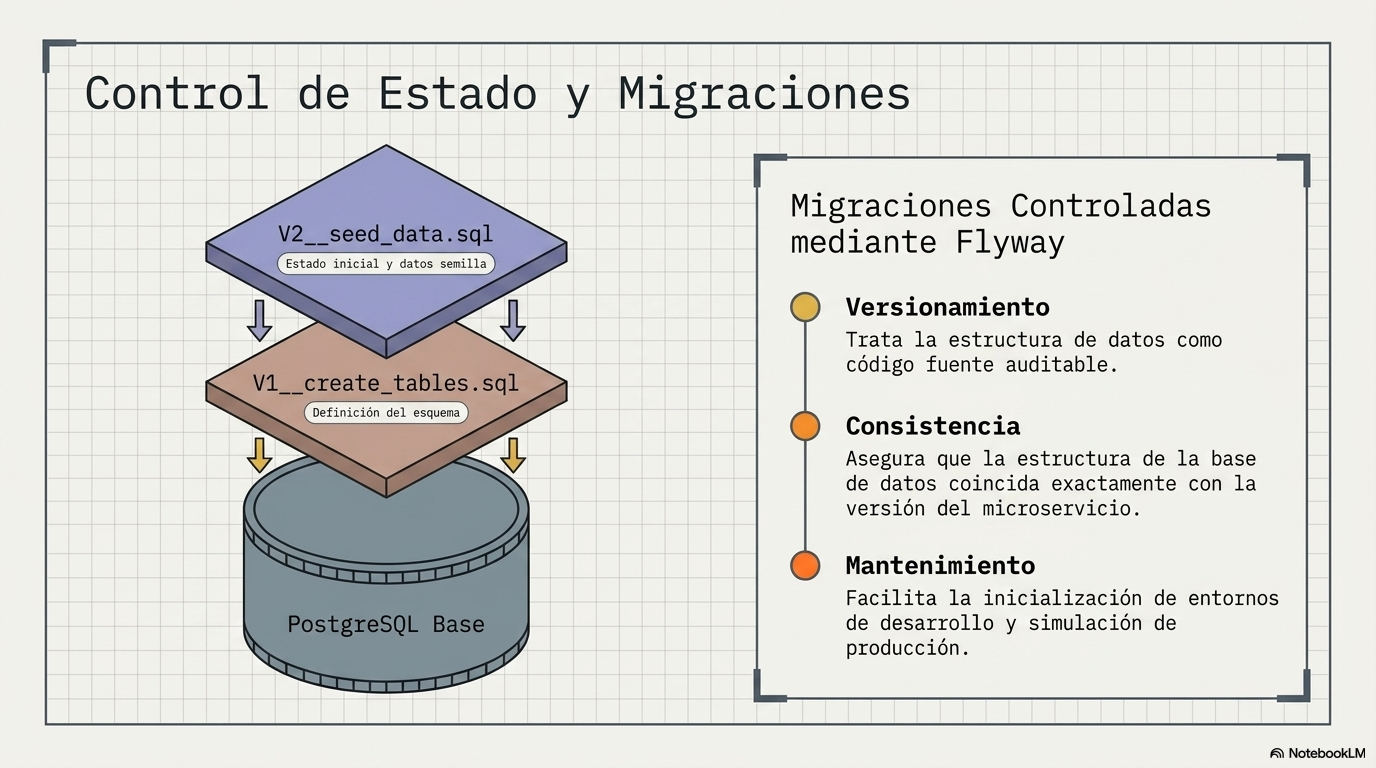 Control de Estado y Migraciones
V2__seed_data.sql
Estado inicial y datos semilla
V1__create_tables.sql
Definición del esquema
PostgreSQL Base
Migraciones Controladas
mediante Flyway
Versionamiento
Trata la estructura de datos como
código fuente auditable.
Consistencia
Asegura que la estructura de la base
de datos coincida exactamente con la
versión del microservicio.
Mantenimiento
Facilita la inicialización de entornos
de desarrollo y simulación de
producción.
NotebookLM